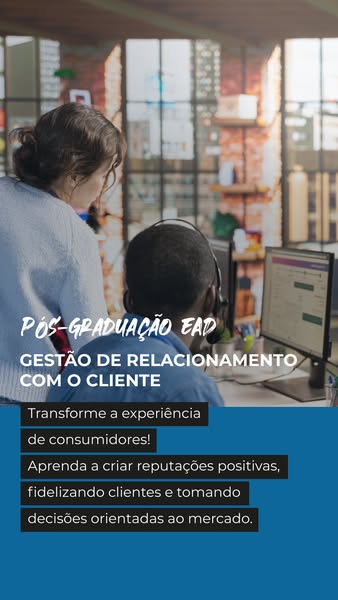 PÓS-GRADUAÇÃO EAD
GESTÃO DE RELACIONAMENTO
COM O CLIENTE
Transforme a experiência
de consumidores!
Aprenda a criar reputações positivas,
fidelizando clientes e tomando
decisões orientadas ao mercado.